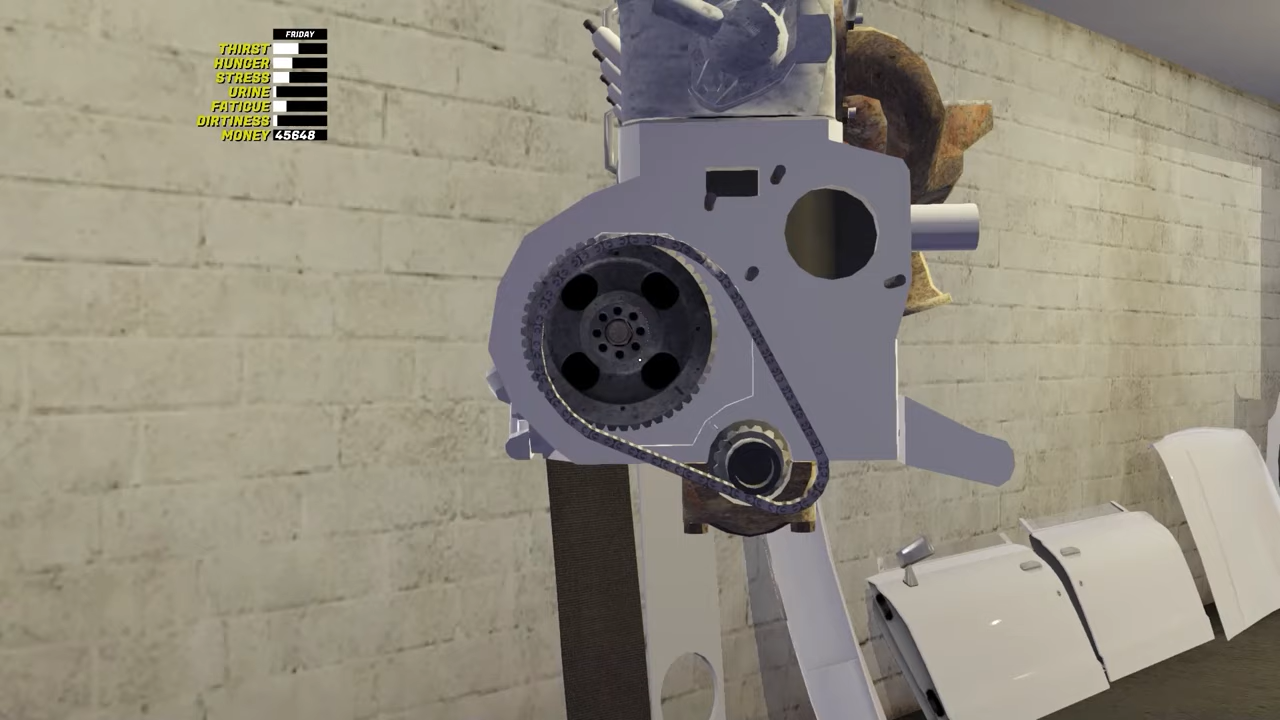 FRIDAY
THIRST
HUNGER
STRESS
URINE
FATIGUE
DIRTINESS
MONEY 45648